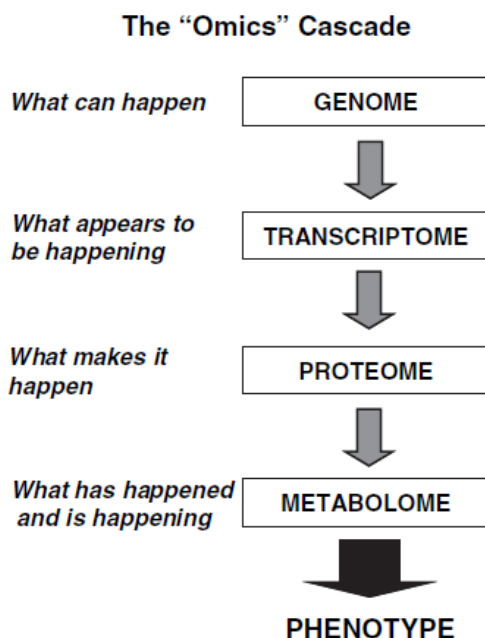 The “Omics” Cascade
What can happen
GENOME
What appears to
be happening
TRANSCRIPTOME
What makes it
happen
PROTEOME
What has happened
and is happening
METABOLOME
PHENOTYPE